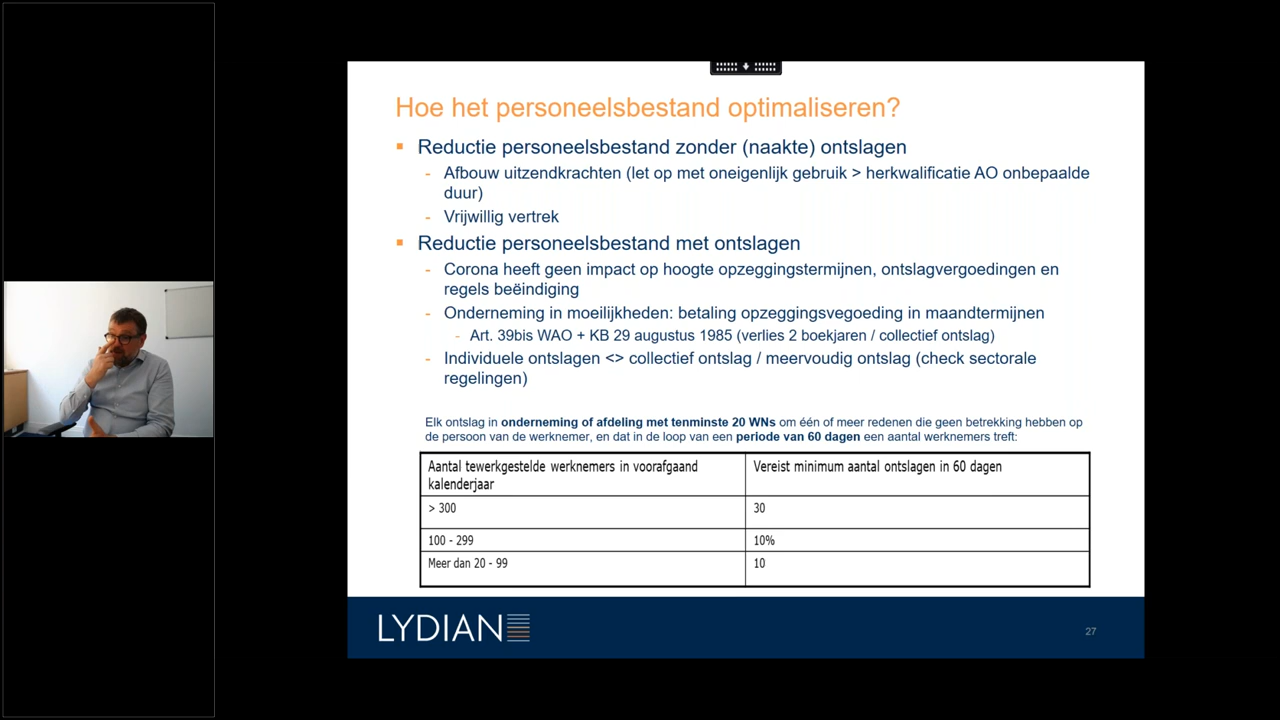 Hoe het personeelsbestand optimaliseren?
Reductie personeelsbestand zonder (naakte) ontslagen
- Afbouw uitzendkrachten (let op met oneigenlijk gebruik > herkwalificatie AO onbepaalde
duur)
- Vrijwillig vertrek
Reductie personeelsbestand met ontslagen
- Corona heeft geen impact op hoogte opzeggingstermijnen, ontslagvergoedingen en
regels beëindiging
- Onderneming in moeilijkheden: betaling opzeggingsvegoeding in maandtermijnen
- Art. 39bis WAO + KB 29 augustus 1985 (verlies 2 boekjaren / collectief ontslag)
- Individuele ontslagen <> collectief ontslag / meervoudig ontslag (check sectorale
regelingen)
Elk ontslag in onderneming of afdeling met tenminste 20 WNs om één of meer redenen die geen betrekking hebben op
de persoon van de werknemer, en dat in de loop van een periode van 60 dagen een aantal werknemers treft:
Aantal tewerkgestelde werknemers in voorafgaand
kalenderjaar
Vereist minimum aantal ontslagen in 60 dagen
> 300
30
100 - 299
10%
Meer dan 20 - 99
10
LYDIAN
27